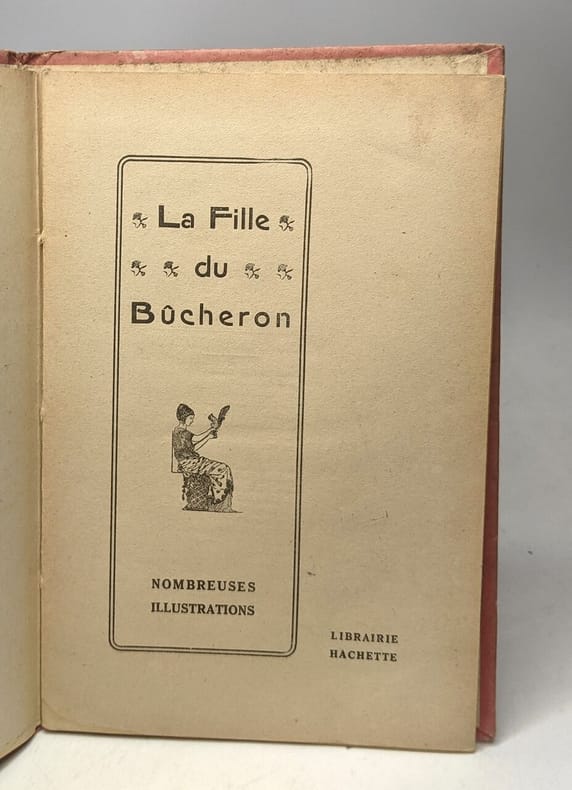 La Fille
du
Bûcheron
NOMBREUSES
ILLUSTRATIONS
LIBRAIRIE
HACHETTE